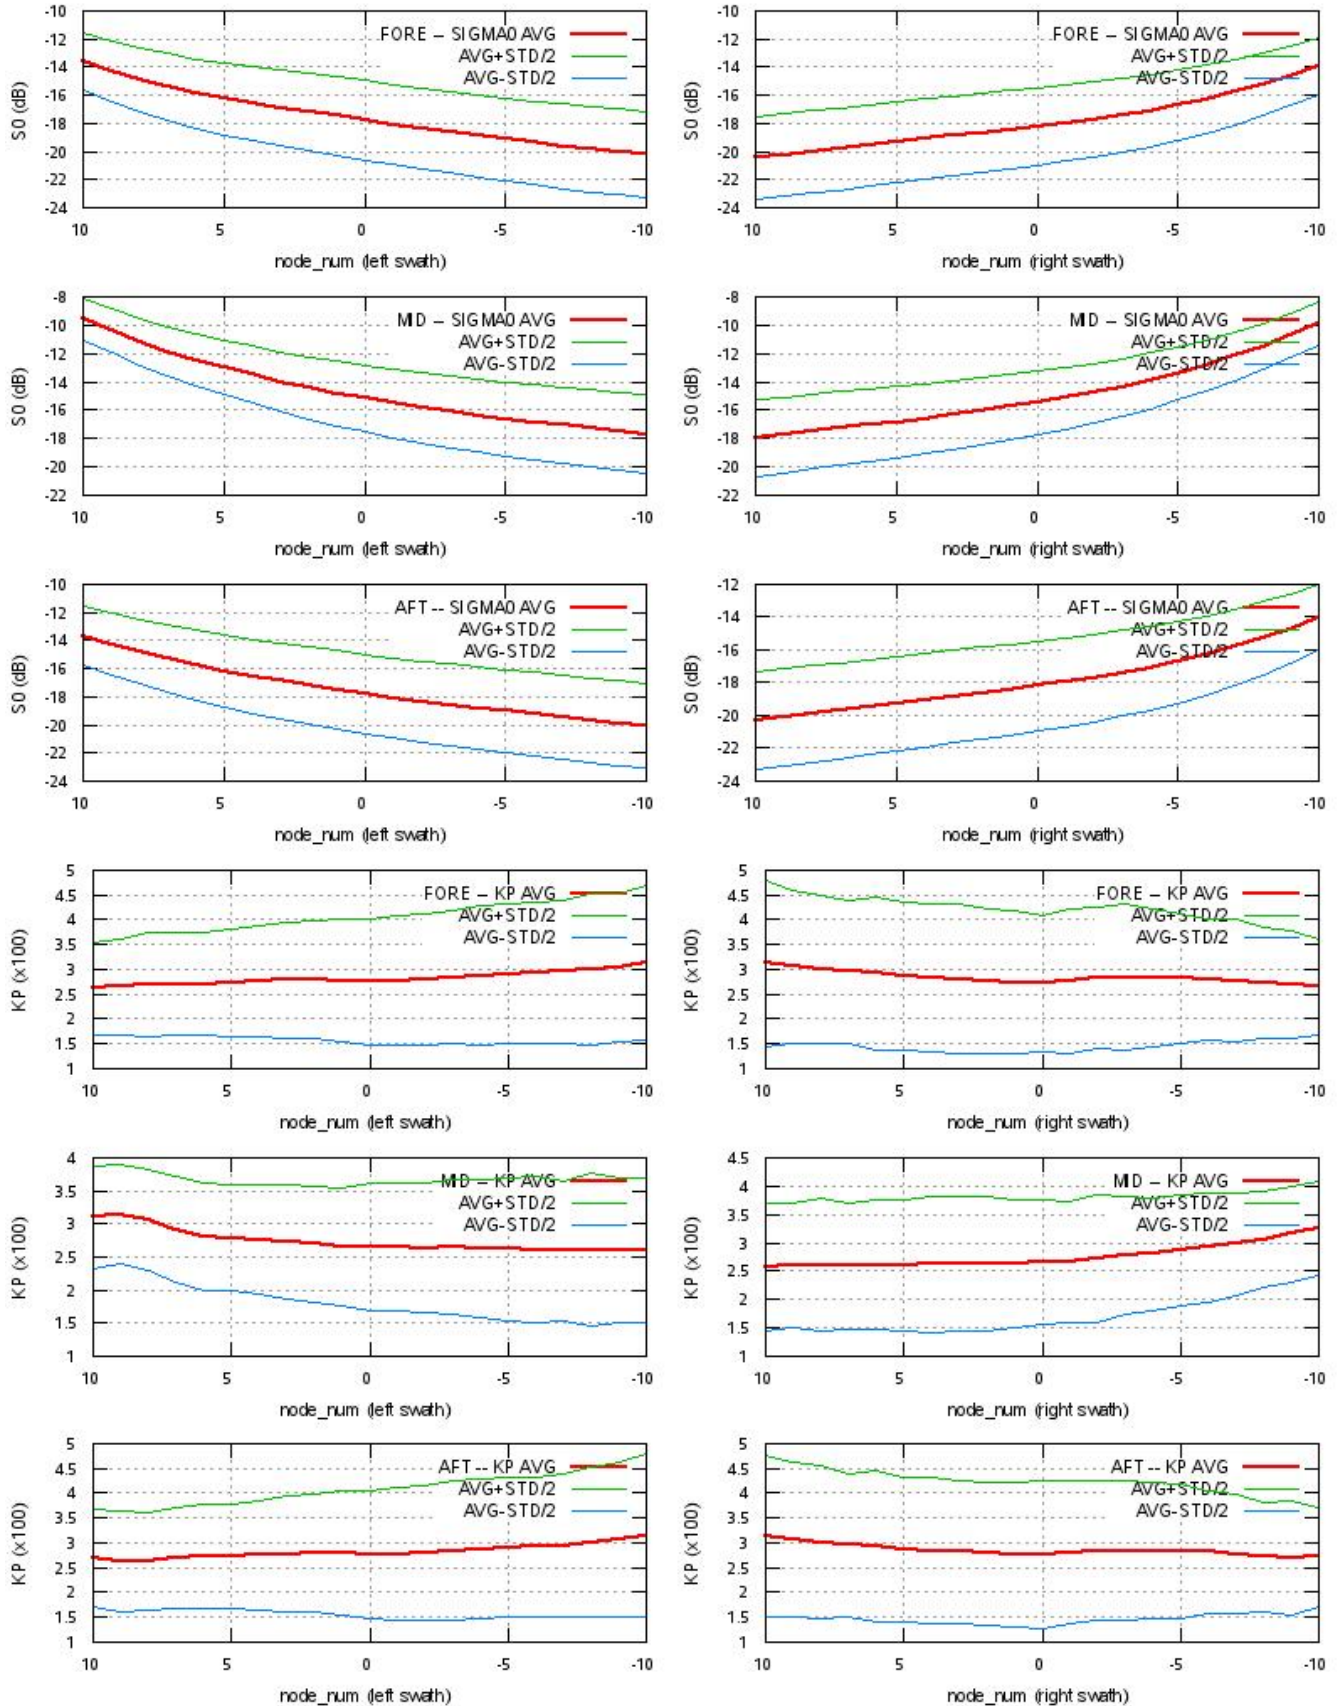 -10
-12
-14
-16
-18
-20
-22
-24
S0 (dB)
FORE -- SIGMA0 AVG
AVG+STD/2
AVG-STD/2
10 5 0 -5 -10
node_num (left swath)
-10
-12
-14
-16
-18
-20
-22
-24
S0 (dB)
FORE -- SIGMA0 AVG
AVG+STD/2
AVG-STD/2
10 5 0 -5 -10
node_num (right swath)
-8
-10
-12
-14
-16
-18
-20
-22
S0 (dB)
MID -- SIGMA0 AVG
AVG+STD/2
AVG-STD/2
10 5 0 -5 -10
node_num (left swath)
-8
-10
-12
-14
-16
-18
-20
-22
S0 (dB)
MID -- SIGMA0 AVG
AVG+STD/2
AVG-STD/2
10 5 0 -5 -10
node_num (right swath)
-10
-12
-14
-16
-18
-20
-22
-24
S0 (dB)
AFT -- SIGMA0 AVG
AVG+STD/2
AVG-STD/2
10 5 0 -5 -10
node_num (left swath)
-12
-14
-16
-18
-20
-22
-24
S0 (dB)
AFT -- SIGMA0 AVG
AVG+STD/2
AVG-STD/2
10 5 0 -5 -10
node_num (right swath)
5
4.5
4
3.5
3
2.5
2
1.5
1
KP (x100)
FORE -- KP AVG
AVG+STD/2
AVG-STD/2
10 5 0 -5 -10
node_num (left swath)
5
4.5
4
3.5
3
2.5
2
1.5
1
KP (x100)
FORE -- KP AVG
AVG+STD/2
AVG-STD/2
10 5 0 -5 -10
node_num (right swath)
4
3.5
3
2.5
2
1.5
1
KP (x100)
MID -- KP AVG
AVG+STD/2
AVG-STD/2
10 5 0 -5 -10
node_num (left swath)
4.5
4
3.5
3
2.5
2
1.5
1
KP (x100)
MID -- KP AVG
AVG+STD/2
AVG-STD/2
10 5 0 -5 -10
node_num (right swath)
5
4.5
4
3.5
3
2.5
2
1.5
1
KP (x100)
AFT -- KP AVG
AVG+STD/2
AVG-STD/2
10 5 0 -5 -10
node_num (left swath)
5
4.5
4
3.5
3
2.5
2
1.5
1
KP (x100)
AFT -- KP AVG
AVG+STD/2
AVG-STD/2
10 5 0 -5 -10
node_num (right swath)